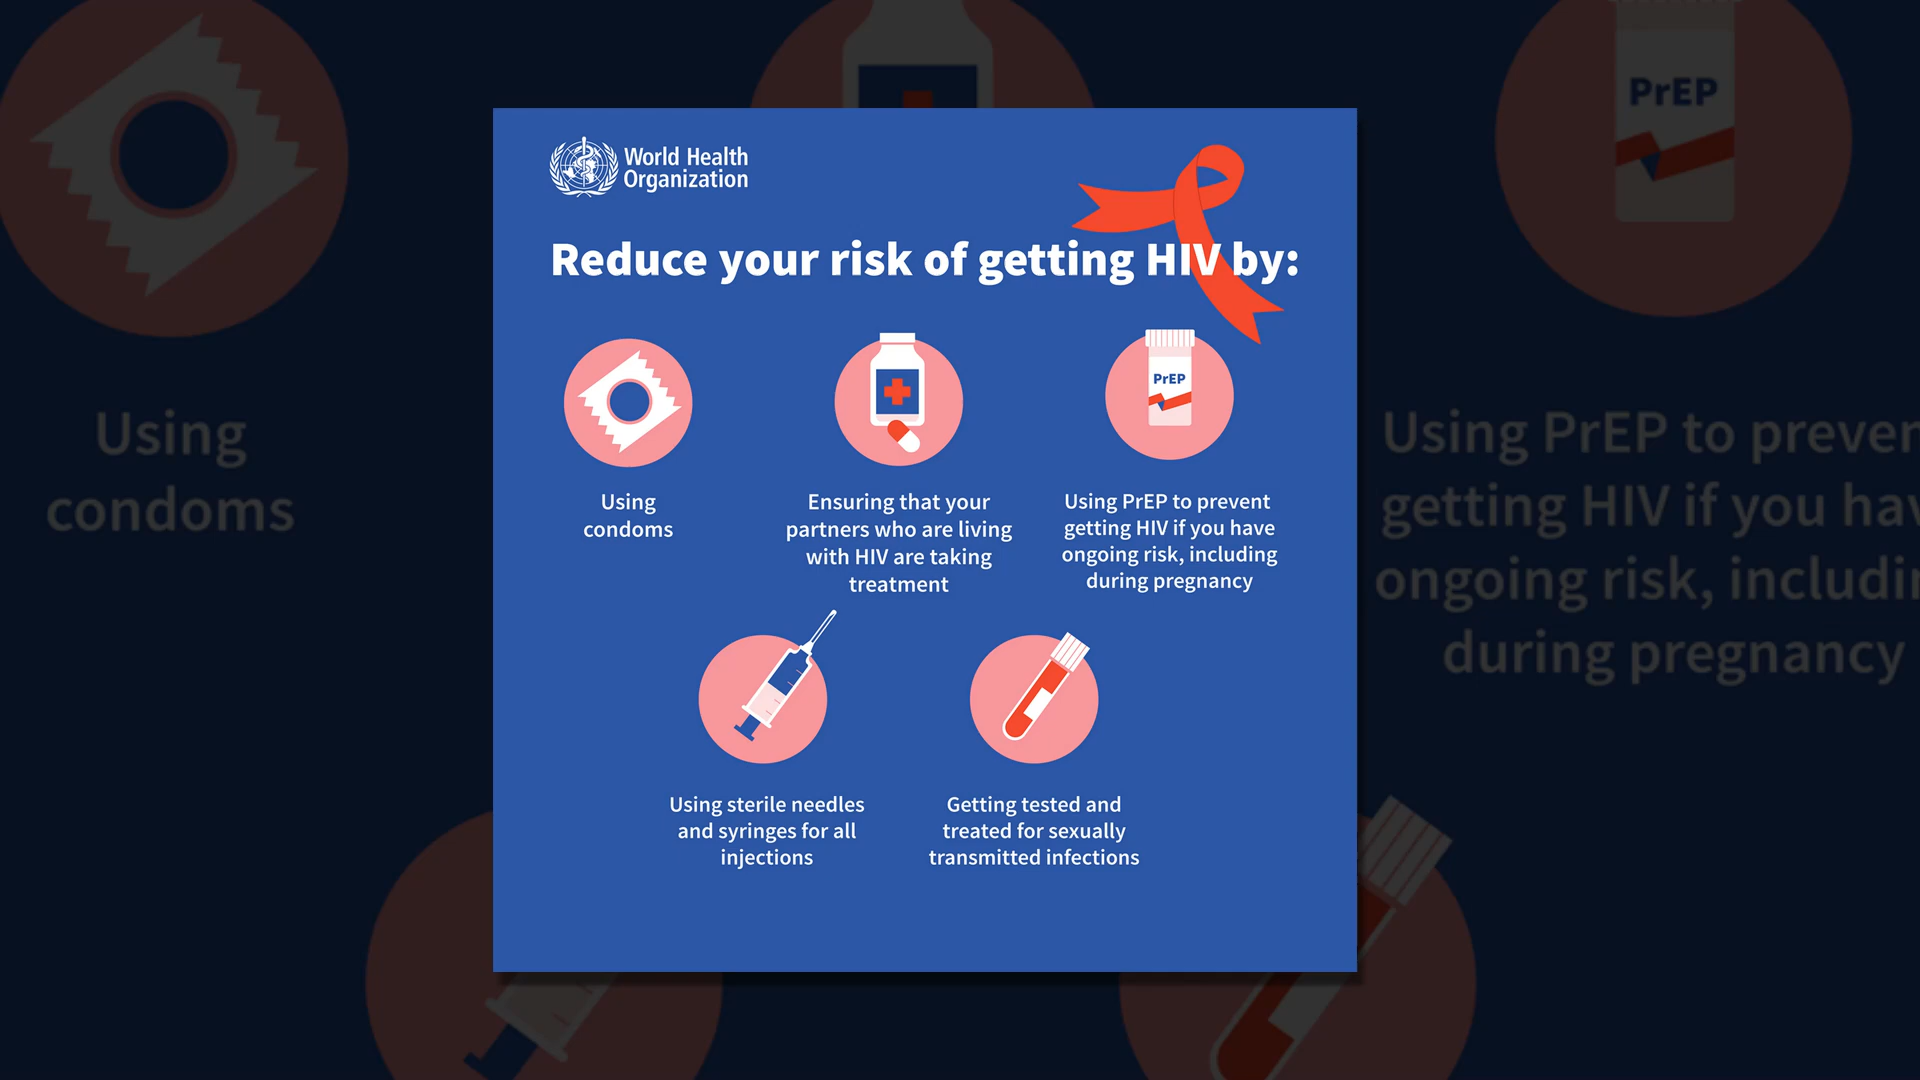 World Health
Organization
Reduce your risk of getting HIV by:
Using
condoms
Ensuring that your
partners who are living
with HIV are taking
treatment
PrEP
Using PrEP to prevent
getting HIV if you have
ongoing risk, including
during pregnancy
Using sterile needles
and syringes for all
injections
Getting tested and
treated for sexually
transmitted infections
Using
condoms
PrEP
Using PrEP to
getting HIV if you
ongoing risk,
during pregnancy